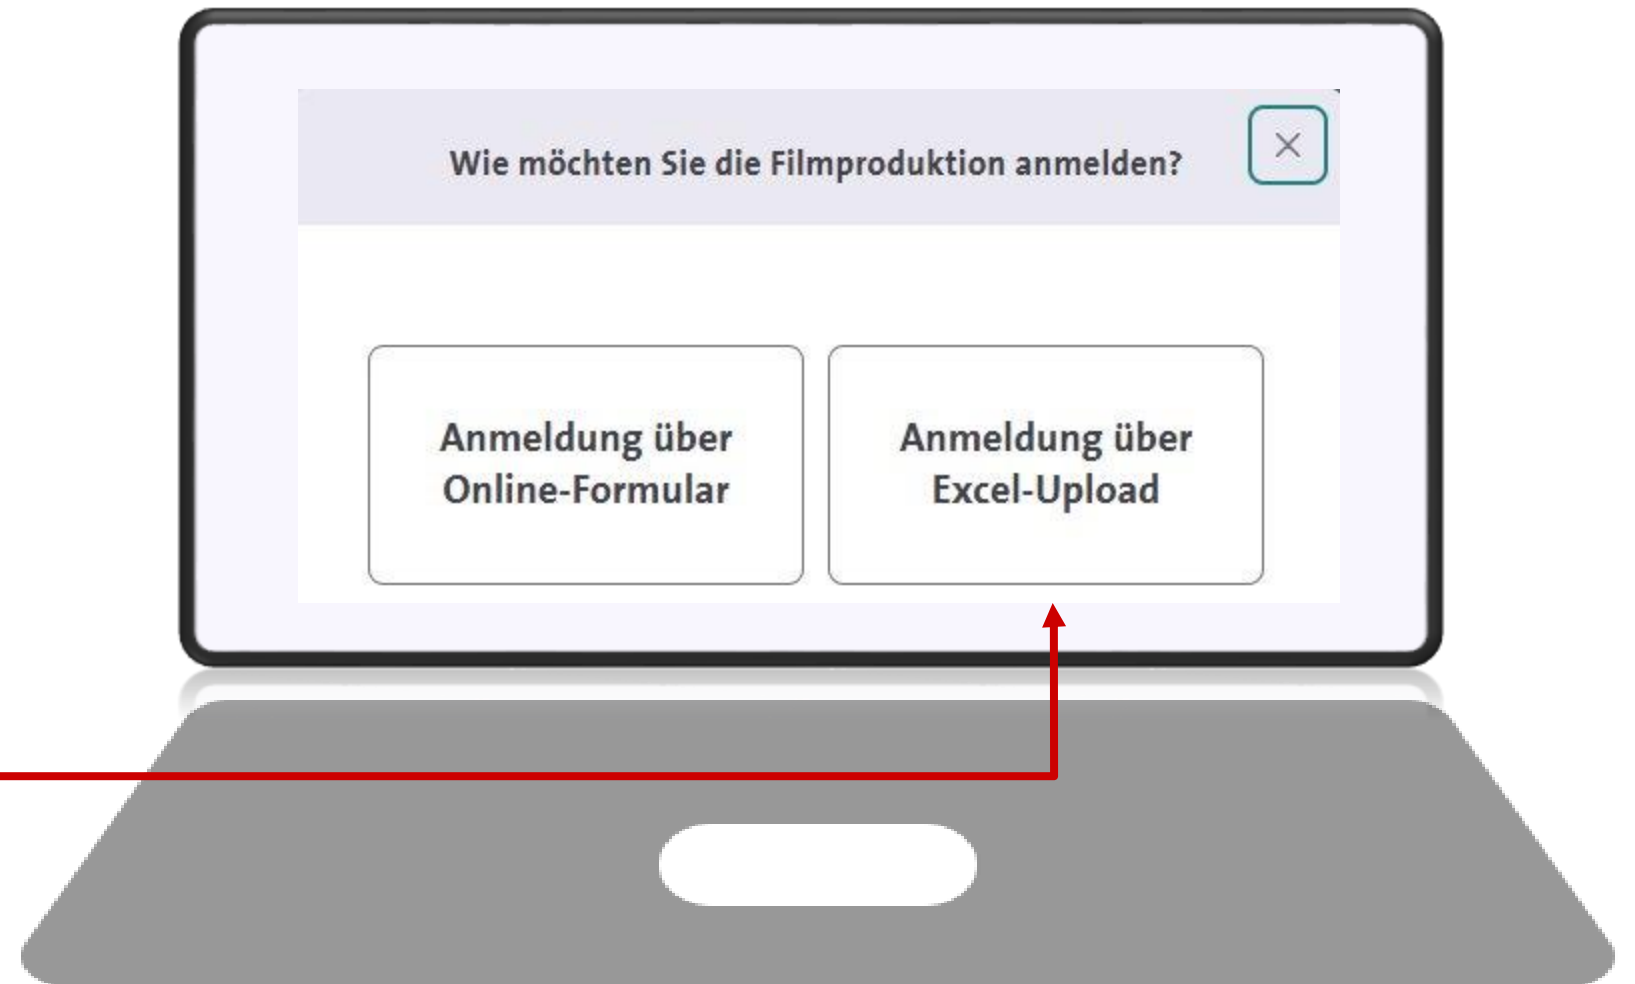 Wie möchten Sie die Filmproduktion anmelden?
Anmeldung über
Online-Formular
Anmeldung über
Excel-Upload